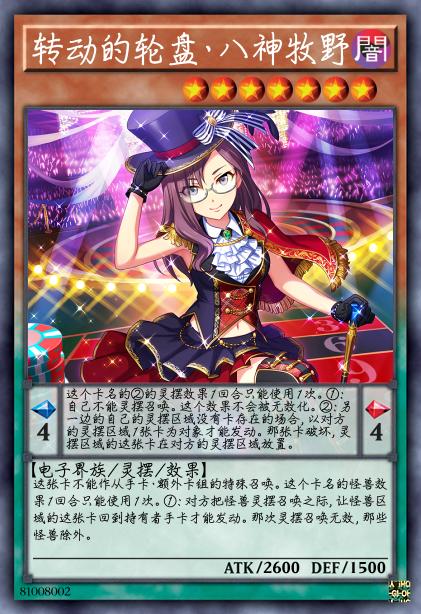 转动的轮盘·八神牧野
闇
这个卡名的②的灵摆效果1回合只能使用1次。①:
自己不能灵摆召唤。这个效果不会被无效化。②:另
一边的自己的灵摆区域没有卡存在的场合,以对方
的灵摆区域1张卡为对象才能发动。那张卡破坏,灵
摆区域的这张卡在对方的灵摆区域放置。
4
4
【电子界族/灵摆/效果】
这张卡不能作从手卡·额外卡组的特殊召唤。这个卡名的怪兽效
果1回合只能使用1次。①:对方把怪兽灵摆召唤之际,让怪兽区
域的这张卡回到持有者手卡才能发动。那次灵摆召唤无效,那些
怪兽除外。
ATK/2600 DEF/1500
81008002